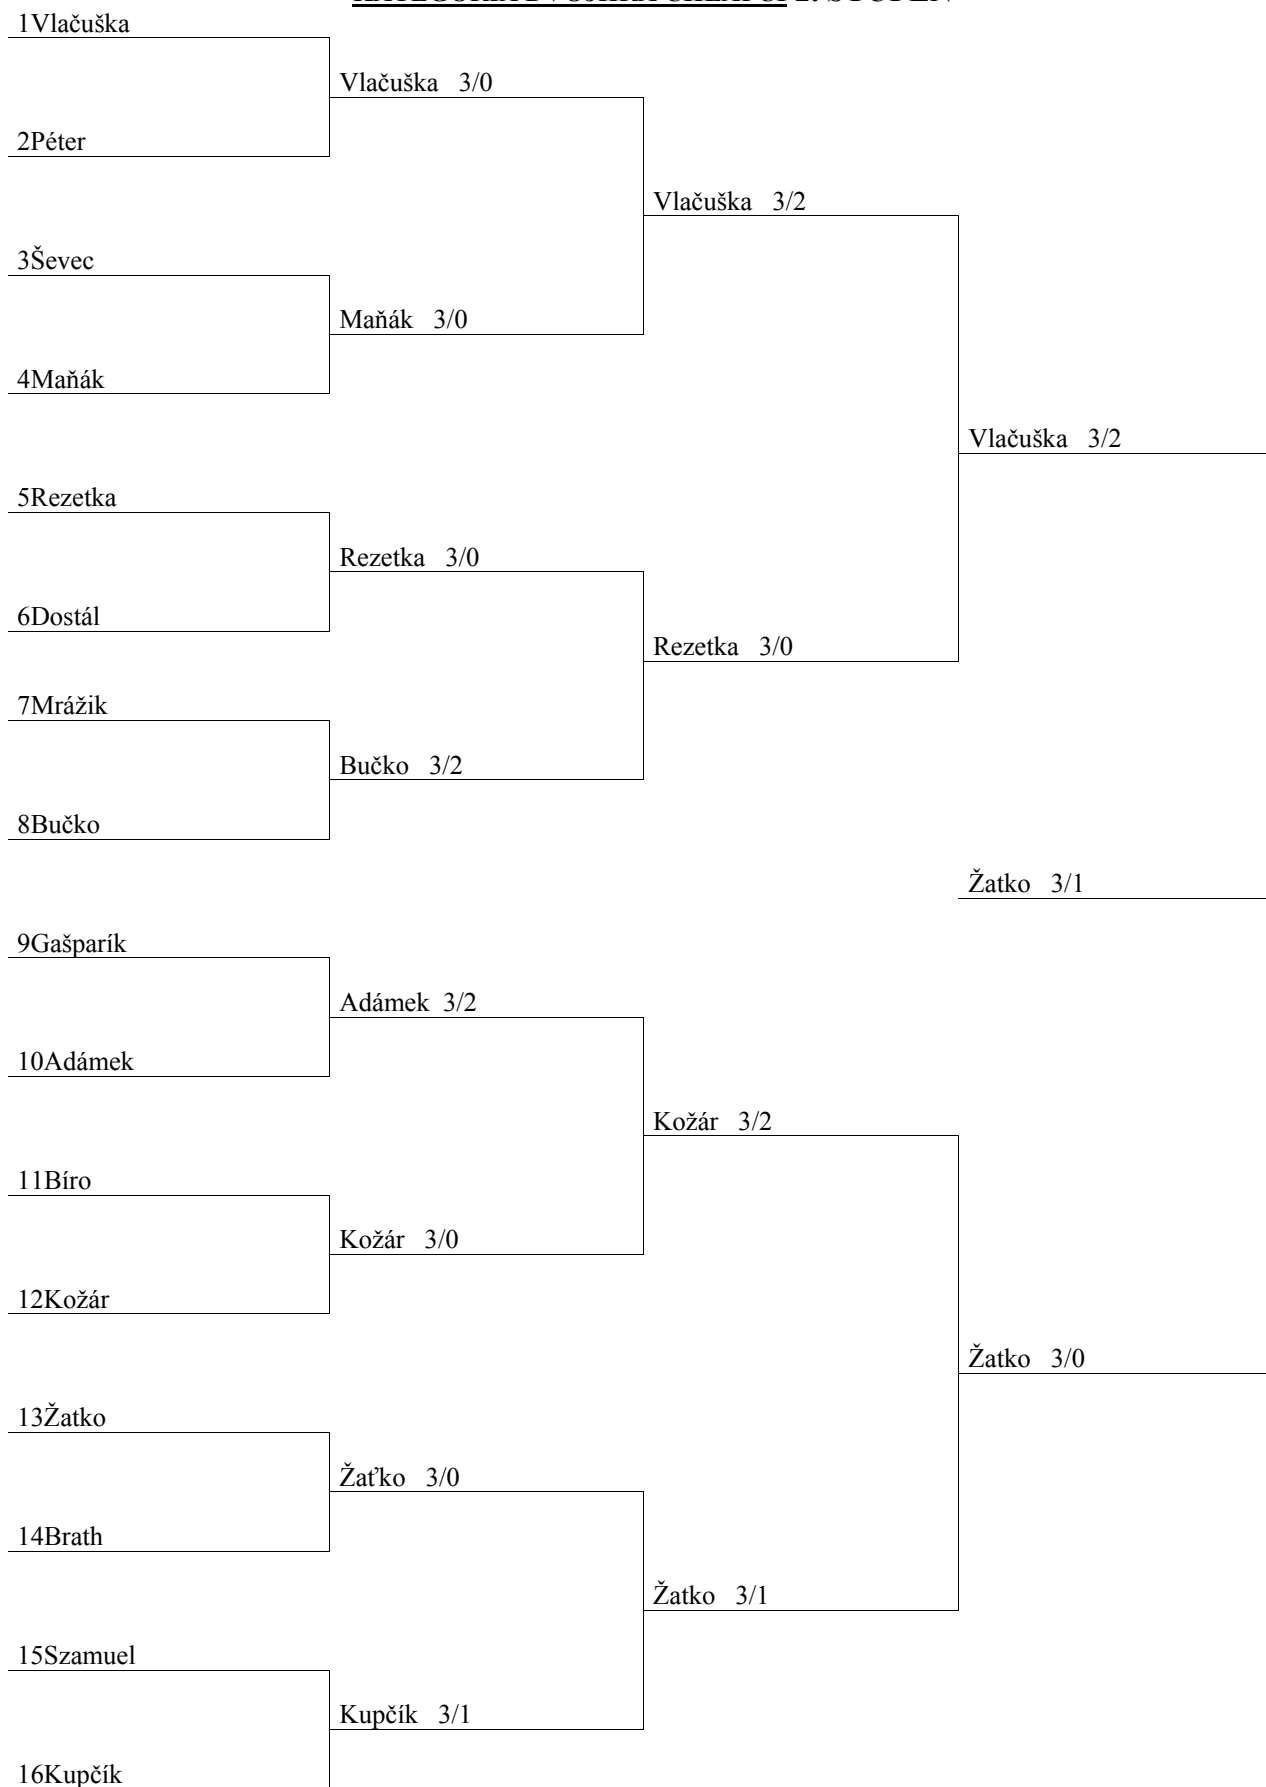 1Vlačuška
Vlačuška 3/0
2Péter
Vlačuška 3/2
3Ševec
Maňák 3/0
4Maňák
Vlačuška 3/2
5Rezetka
Rezetka 3/0
6Dostál
Rezetka 3/0
7Mrážik
Bučko 3/2
8Bučko
Žatko 3/1
9Gašparík
Adámek 3/2
10Adámek
Kožár 3/2
11Bíro
Kožár 3/0
12Kožár
Žatko 3/0
13Žatko
Žaťko 3/0
14Brath
Žatko 3/1
15Szamuel
Kupčík 3/1
16Kupčík